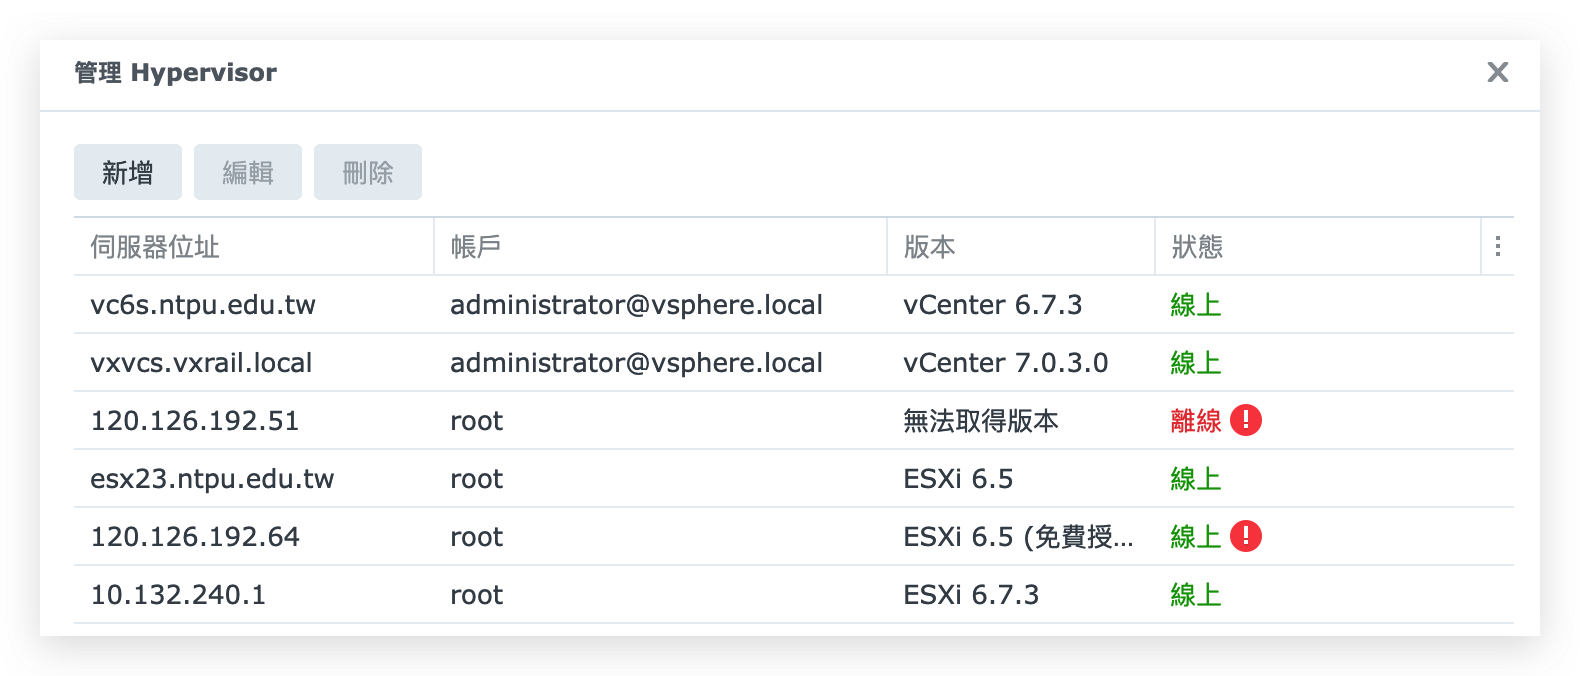 管理 Hypervisor
新增 編輯 刪除
伺服器位址 帳戶 版本 狀態
vc6s.ntpu.edu.tw administrator@vsphere.local vCenter 6.7.3 線上
vxvcs.vxrail.local administrator@vsphere.local vCenter 7.0.3.0 線上
120.126.192.51 root 無法取得版本 離線
esx23.ntpu.edu.tw root ESXi 6.5 線上
120.126.192.64 root ESXi 6.5 (免費授... 線上
10.132.240.1 root ESXi 6.7.3 線上